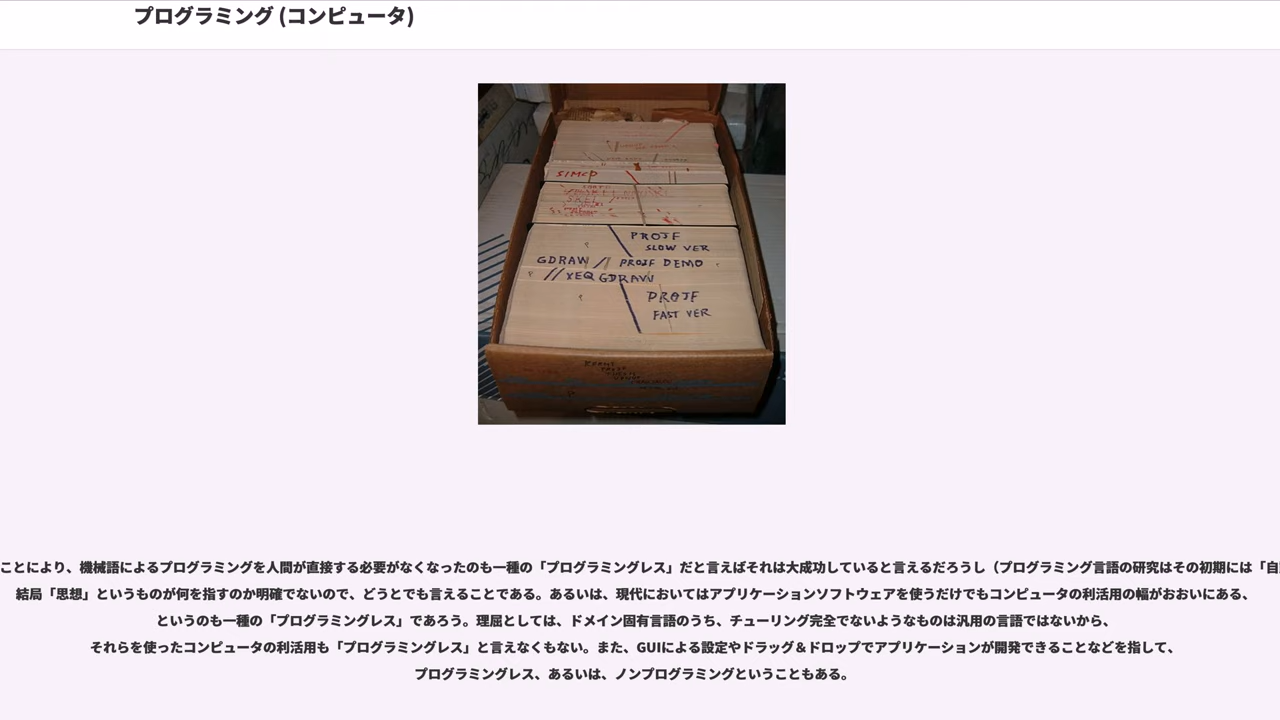 プログラミング (コンピュータ)
SIMCD
PROJF
SLOW VER
GDRAW // PROJF DEMO
// XEQ GDRAW
PROJF
FAST VER
ことにより、機械語によるプログラミングを人間が直接する必要がなくなったのも一種の「プログラミングレス」だと言えばそれは大成功していると言えるだろうし（プログラミング言語の研究はその初期には「自
結局「思想」というものが何を指すのか明確でないので、どうとでも言えることである。あるいは、現代においてはアプリケーションソフトウェアを使うだけでもコンピュータの利活用の幅がおおいにある、
というのも一種の「プログラミングレス」であろう。理屈としては、ドメイン固有言語のうち、チューリング完全でないようなものは汎用の言語ではないから、
それらを使ったコンピュータの利活用も「プログラミングレス」と言えなくもない。また、GUIによる設定やドラッグ＆ドロップでアプリケーションが開発できることなどを指して、
プログラミングレス、あるいは、ノンプログラミングということもある。